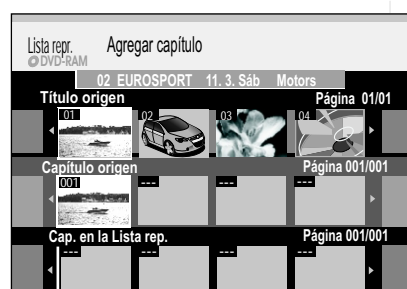 Lista repr. Agregar capítulo
DVD-RAM
02 EUROSPORT 11. 3. Sáb Motors
Título origen Página 01/01
01 02 03 04
Capítulo origen Página 001/001
001 --- --- ---
Cap. en la Lista rep. Página 001/001
--- --- --- ---